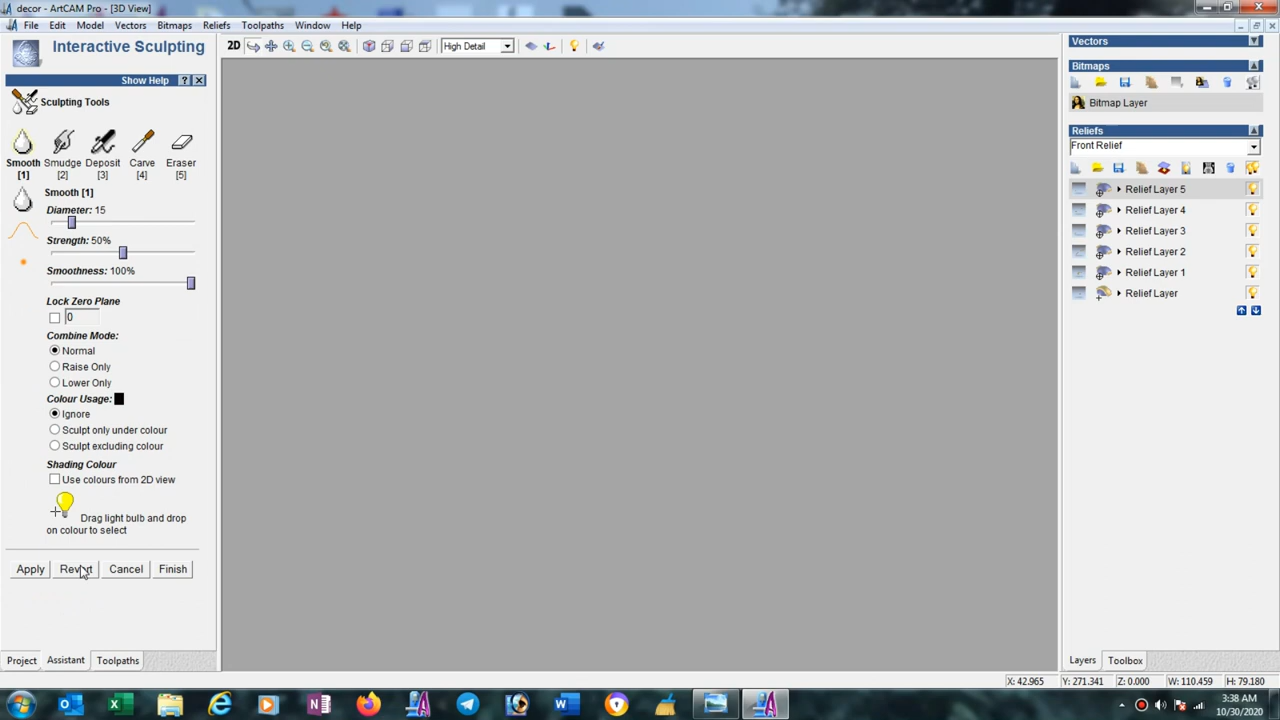 decor - ArtCAM Pro - [3D View]
File Edit Model Vectors Bitmaps Reliefs Toolpaths Window Help
Interactive Sculpting
Show Help ?
Sculpting Tools
Smooth Smudge Deposit Carve Eraser
[1] [2] [3] [4] [5]
Smooth [1]
Diameter: 15
Strength: 50%
Smoothness: 100%
Lock Zero Plane
0
Combine Mode:
Normal
Raise Only
Lower Only
Colour Usage:
Ignore
Sculpt only under colour
Sculpt excluding colour
Shading Colour
Use colours from 2D view
Drag light bulb and drop
on colour to select
Apply Revert Cancel Finish
Project Assistant Toolpaths
2D High Detail
Vectors
Bitmaps
Bitmap Layer
Reliefs
Front Relief
Relief Layer 5
Relief Layer 4
Relief Layer 3
Relief Layer 2
Relief Layer 1
Relief Layer
Layers Toolbox
X: 42.965 Y: 271.341 Z: 0.000 W: 110.459 H: 79.180
3:38 AM
10/30/2020